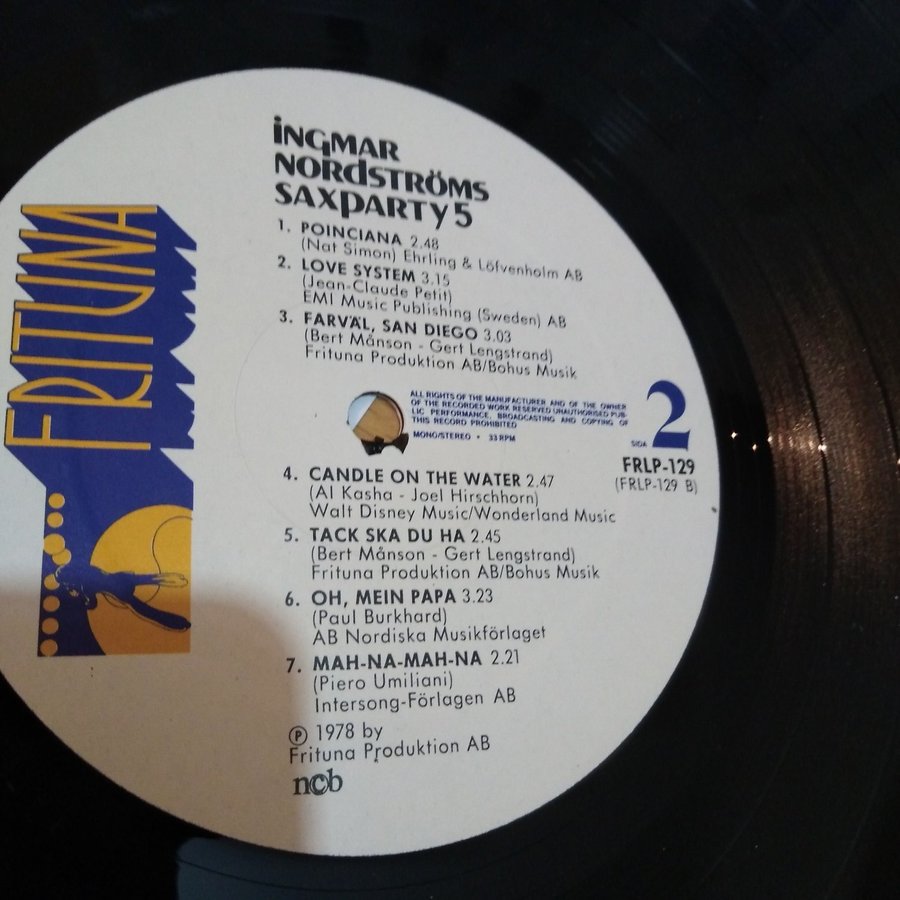 FRITUNA
ingmar
nordströms
saxparty 5
1. POINCIANA 2.48
(Nat Simon) Ehrling & Löfvenholm AB
2. LOVE SYSTEM 3.15
(Jean-Claude Petit)
EMI Music Publishing (Sweden) AB
3. FARVÄL, SAN DIEGO 3.03
(Bert Månson - Gert Lengstrand)
Frituna Produktion AB/Bohus Musik
ALL RIGHTS OF THE MANUFACTURER AND OF THE OWNER
OF THE RECORDED WORK RESERVED UNAUTHORISED PUB-
LIC PERFORMANCE, BROADCASTING AND COPYING OF
THIS RECORD PROHIBITED
MONO/STEREO • 33 RPM
SIDA 2
FRLP-129
(FRLP-129 B)
4. CANDLE ON THE WATER 2.47
(Al Kasha - Joel Hirschhorn)
Walt Disney Music/Wonderland Music
5. TACK SKA DU HA 2.45
(Bert Månson - Gert Lengstrand)
Frituna Produktion AB/Bohus Musik
6. OH, MEIN PAPA 3.23
(Paul Burkhard)
AB Nordiska Musikförlaget
7. MAH-NA-MAH-NA 2.21
(Piero Umiliani)
Intersong-Förlagen AB
Ⓟ 1978 by
Frituna Produktion AB
ncb